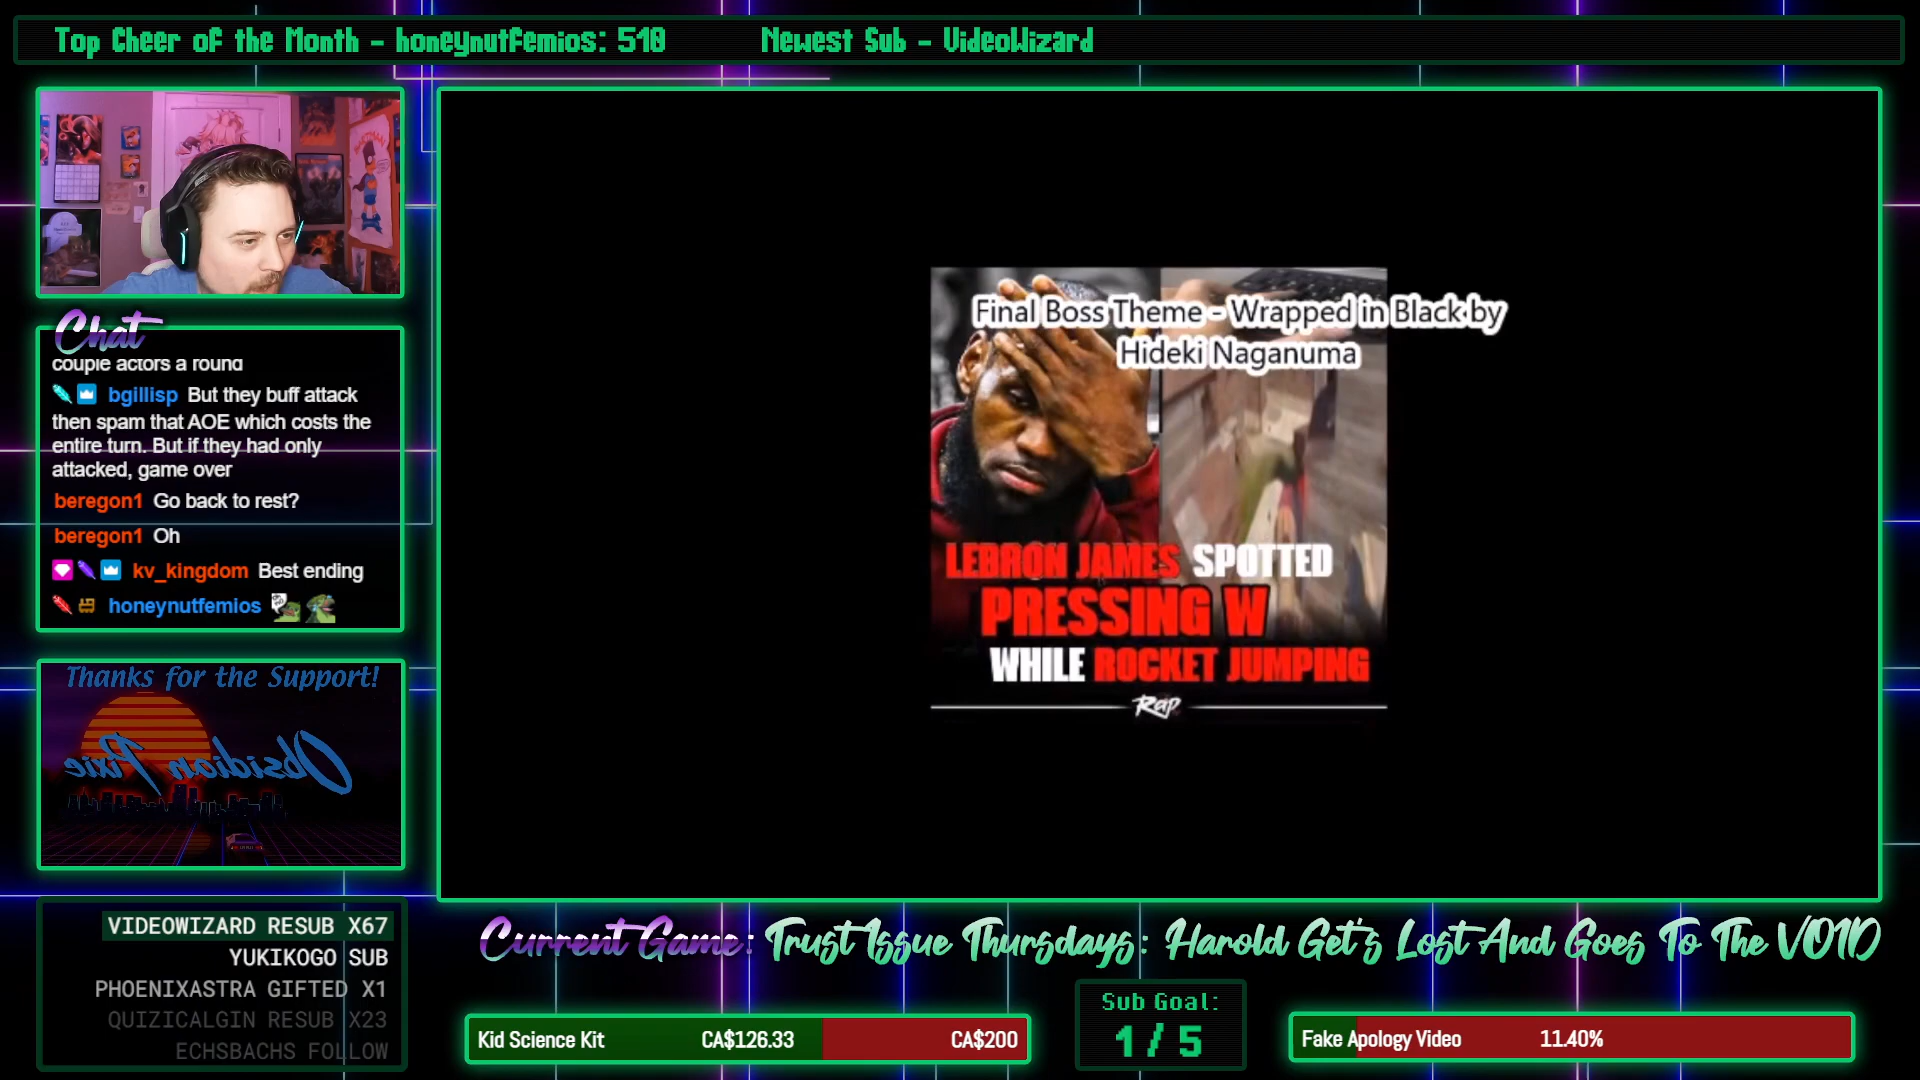 Top Cheer of the Month - honeynutfemios: 510
Newest Sub - VideoWizard
Chat
couple actors a round
bgillisp But they buff attack
then spam that AOE which costs the
entire turn. But if they had only
attacked, game over
beregon1 Go back to rest?
beregon1 Oh
kv_kingdom Best ending
honeynutfemios
Thanks for the Support!
Obsidian Pixie
VIDEOWIZARD RESUB X67
YUKIKOGO SUB
PHOENIXASTRA GIFTED X1
QUIZICALGIN RESUB X23
ECHSBACHS FOLLOW
Final Boss Theme - Wrapped in Black by
Hideki Naganuma
LEBRON JAMES SPOTTED
PRESSING W
WHILE ROCKET JUMPING
Rap
Current Game: Trust Issue Thursdays: Harold Get's Lost And Goes To The VOID
Kid Science Kit CA$126.33 CA$200
Sub Goal:
1 / 5
Fake Apology Video 11.40%